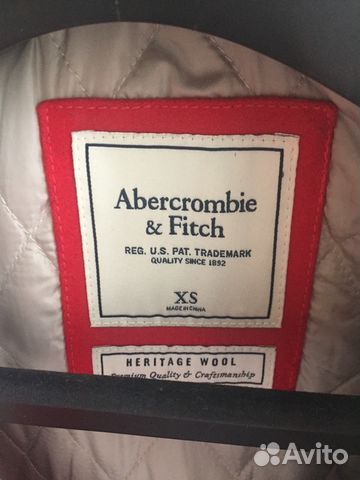 Abercrombie
& Fitch
REG. U.S. PAT. TRADEMARK
QUALITY SINCE 1892
XS
MADE IN CHINA
HERITAGE WOOL
Premium Quality & Craftsmanship
Avito